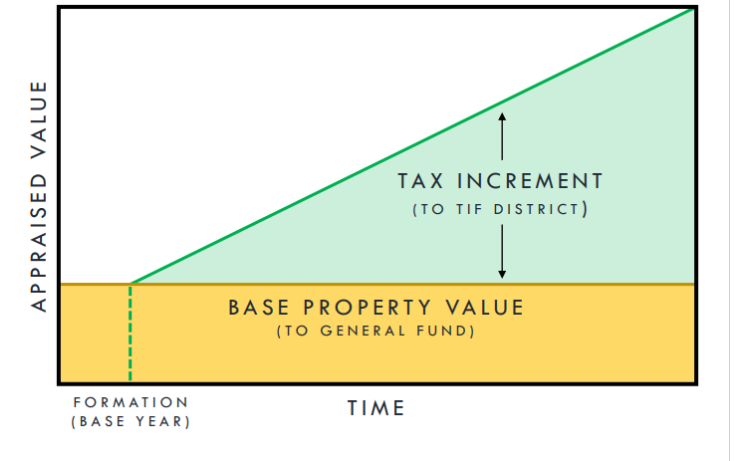 APPRAISED VALUE
TAX INCREMENT
(TO TIF DISTRICT)
BASE PROPERTY VALUE
(TO GENERAL FUND)
FORMATION
(BASE YEAR)
TIME